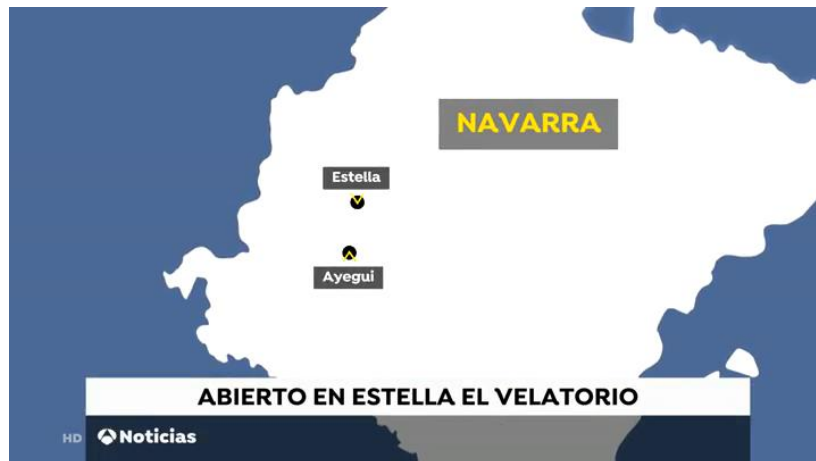 NAVARRA
Estella
Ayegui
ABIERTO EN ESTELLA EL VELATORIO
HD Noticias